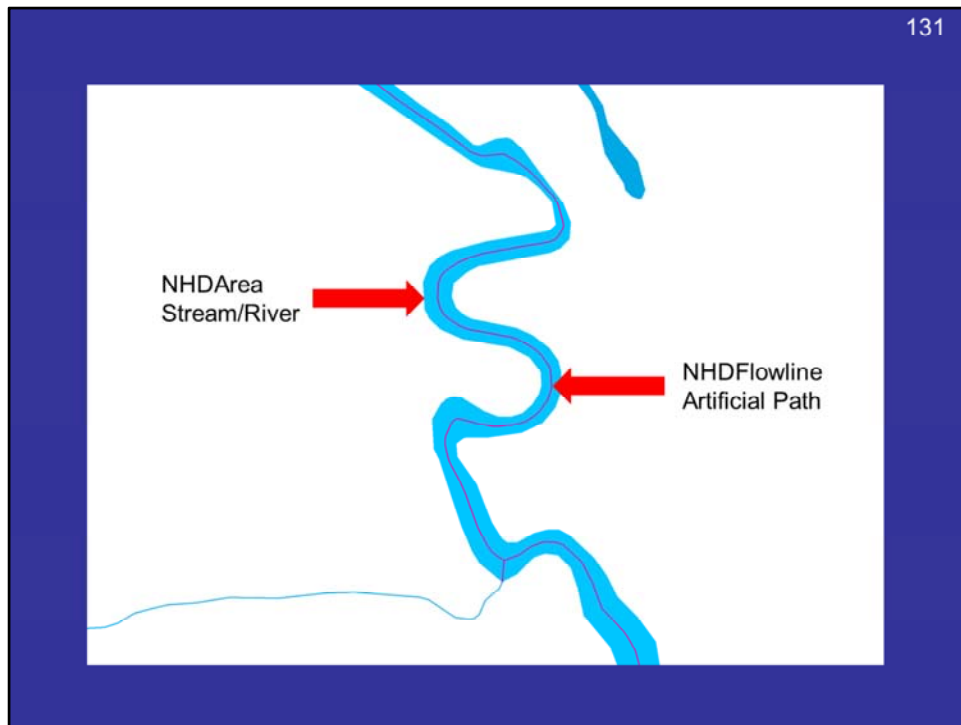 131
NHDArea
Stream/River
NHDFlowline
Artificial Path